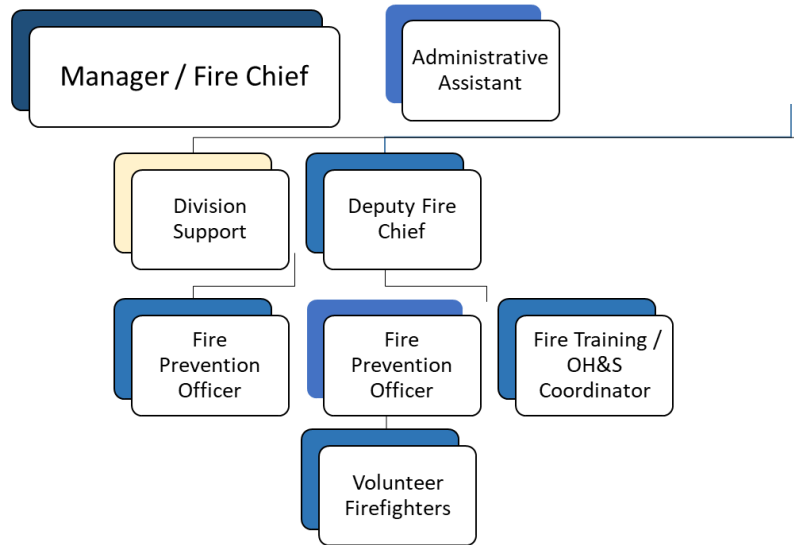 Manager / Fire Chief
Administrative
Assistant
Division
Support
Deputy Fire
Chief
Fire
Prevention
Officer
Fire
Prevention
Officer
Fire Training /
OH&S
Coordinator
Volunteer
Firefighters